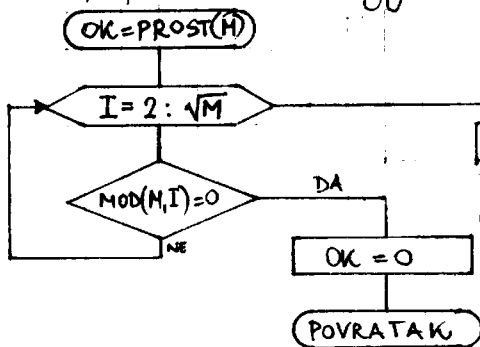 OK=PROST(M)
I=2:√M
MOD(M,I)=0
DA
NE
OK=0
POVRATAK